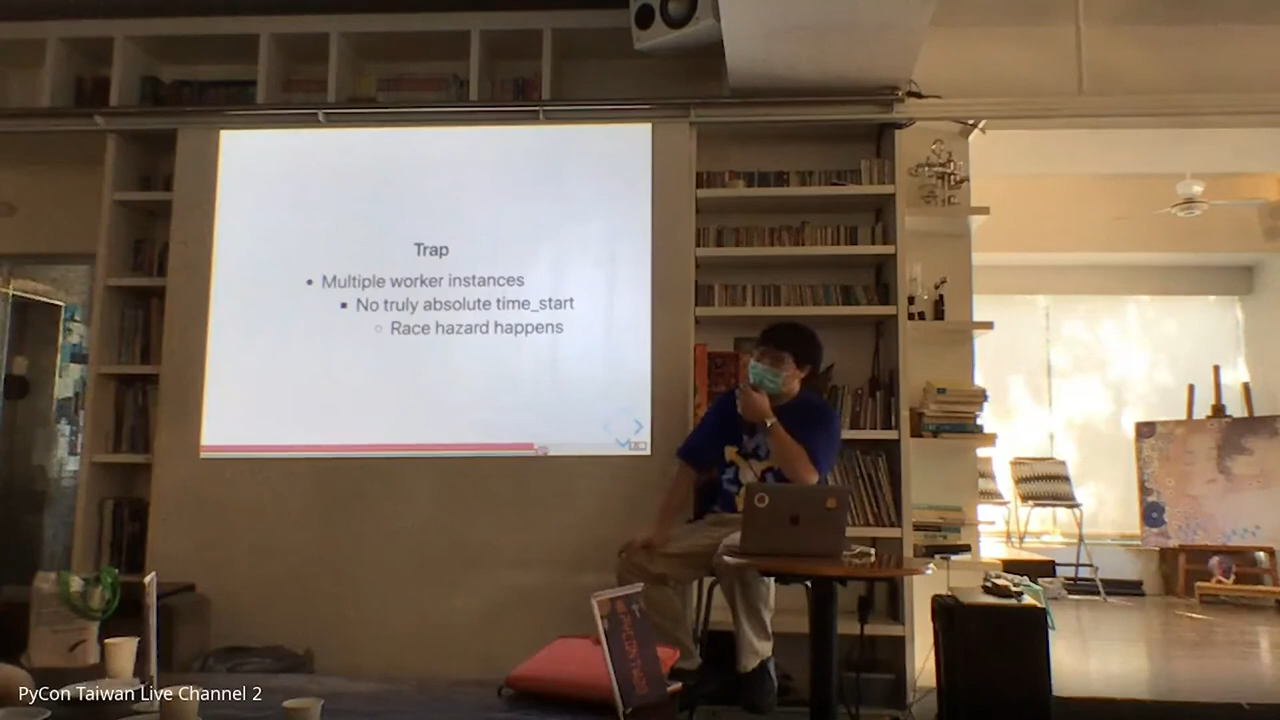 Trap
• Multiple worker instances
▪ No truly absolute time_start
○ Race hazard happens
PyCon Taiwan Live Channel 2